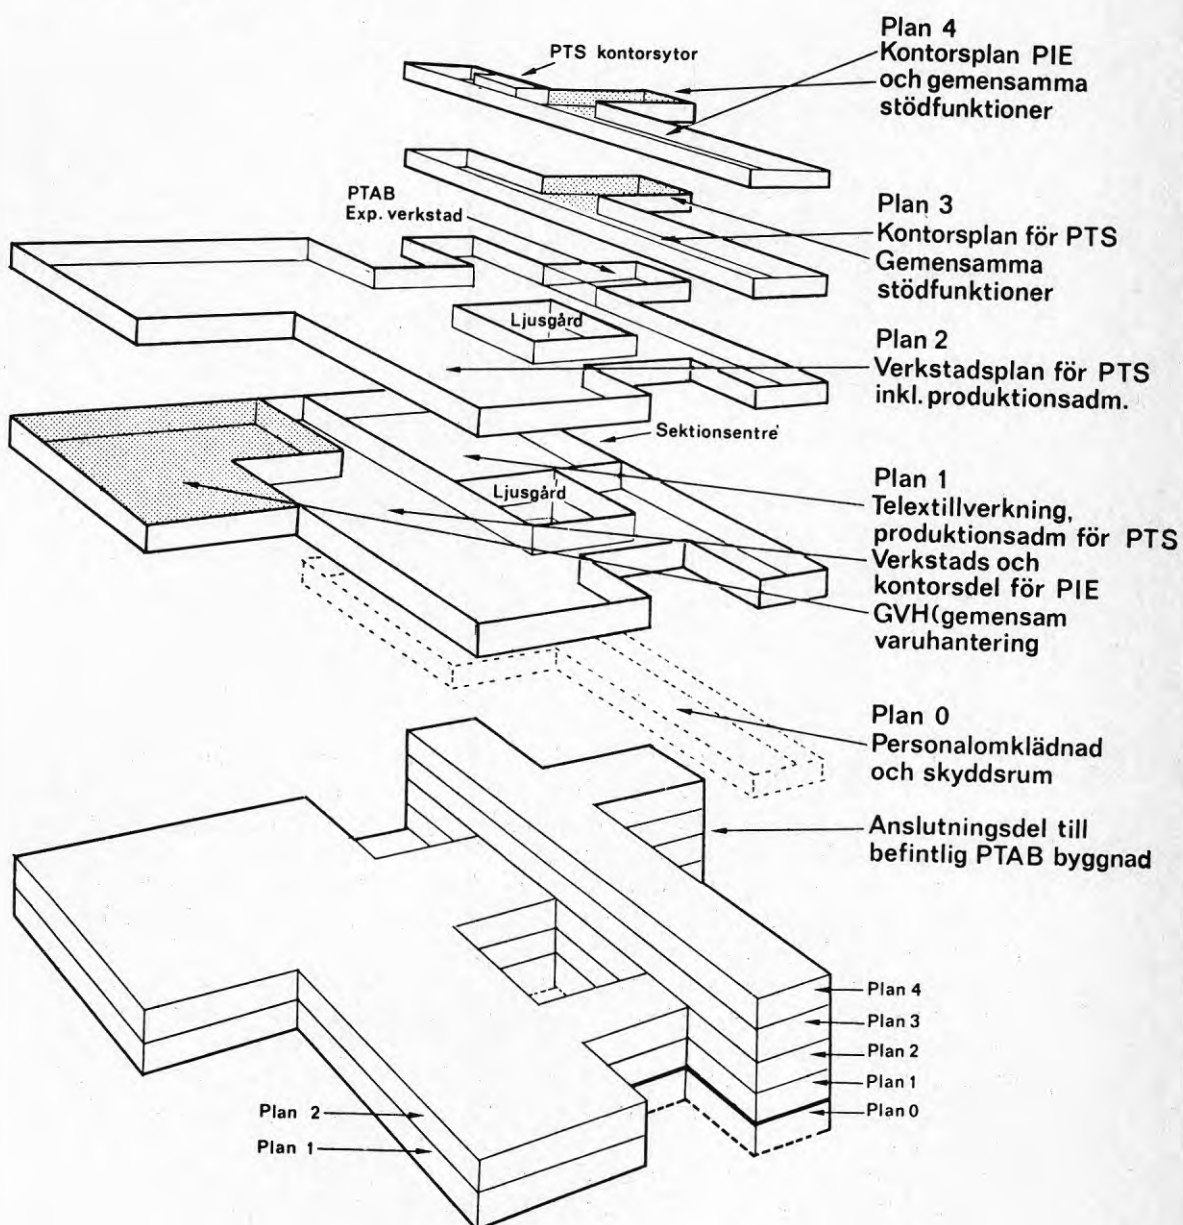 Plan 4
Kontorsplan PIE
och gemensamma
stödfunktioner
PTS kontorsytor
PTAB
Exp. verkstad
Plan 3
Kontorsplan för PTS
Gemensamma
stödfunktioner
Ljusgård
Plan 2
Verkstadsplan för PTS
inkl. produktionsadm.
Sektionsentré
Ljusgård
Plan 1
Telextillverkning,
produktionsadm för PTS
Verkstads och
kontorsdel för PIE
GVH(gemensam
varuhantering
Plan 0
Personalomklädnad
och skyddsrum
Anslutningsdel till
befintlig PTAB byggnad
Plan 4
Plan 3
Plan 2
Plan 1
Plan 0
Plan 2
Plan 1